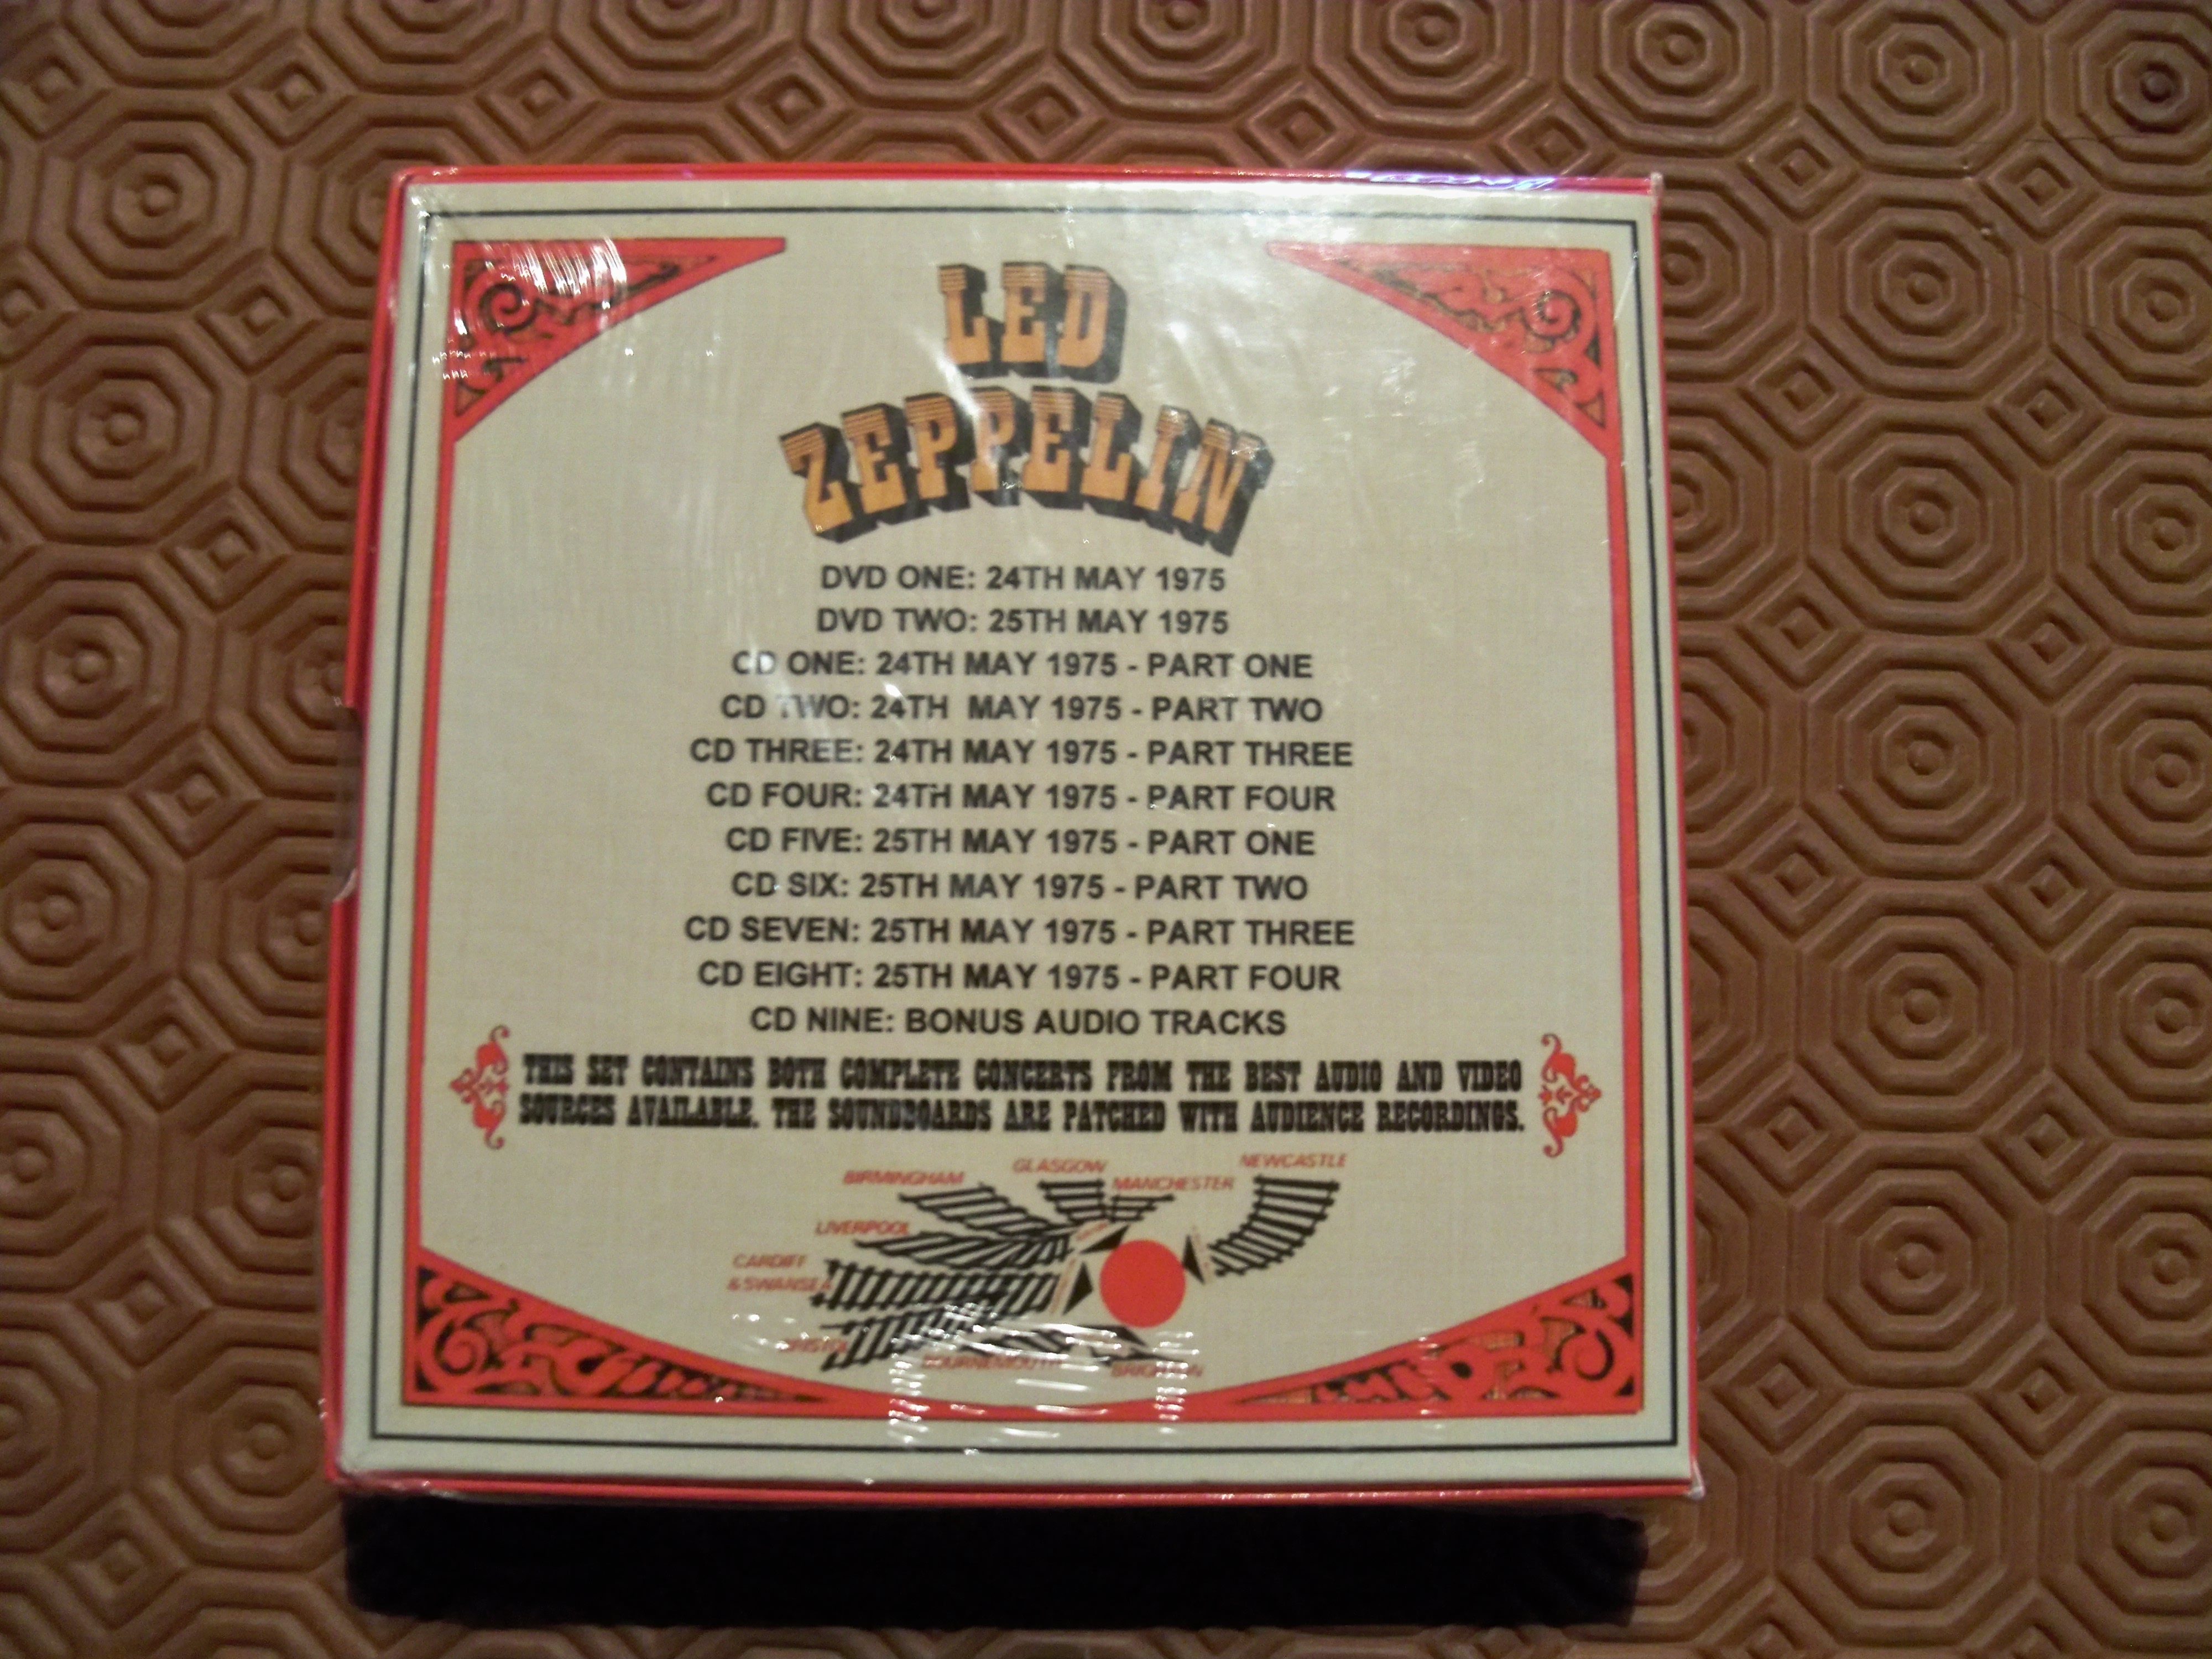 LED
ZEPPELIN
DVD ONE: 24TH MAY 1975
DVD TWO: 25TH MAY 1975
CD ONE: 24TH MAY 1975 - PART ONE
CD TWO: 24TH MAY 1975 - PART TWO
CD THREE: 24TH MAY 1975 - PART THREE
CD FOUR: 24TH MAY 1975 - PART FOUR
CD FIVE: 25TH MAY 1975 - PART ONE
CD SIX: 25TH MAY 1975 - PART TWO
CD SEVEN: 25TH MAY 1975 - PART THREE
CD EIGHT: 25TH MAY 1975 - PART FOUR
CD NINE: BONUS AUDIO TRACKS
THIS SET CONTAINS BOTH COMPLETE CONCERTS FROM THE BEST AUDIO AND VIDEO
SOURCES AVAILABLE. THE SOUNDBOARDS ARE PATCHED WITH AUDIENCE RECORDINGS.
NEWCASTLE
GLASGOW
BIRMINGHAM
MANCHESTER
LIVERPOOL
CARDIFF
& SWANSEA
BRISTOL
BOURNEMOUTH
BRIGHTON